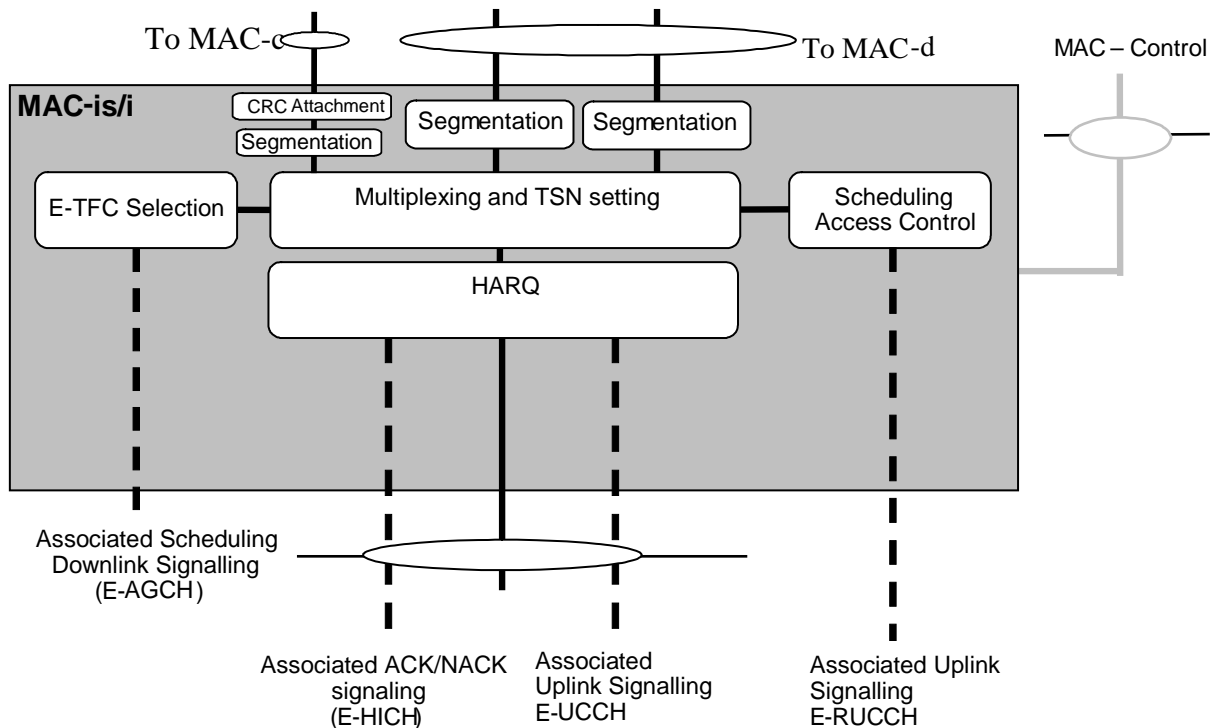 To MAC-c
To MAC-d
MAC – Control
MAC-is/i
CRC Attachment
Segmentation
Segmentation
Segmentation
E-TFC Selection
Multiplexing and TSN setting
Scheduling
Access Control
HARQ
Associated Scheduling
Downlink Signalling
(E-AGCH)
Associated ACK/NACK
signaling
(E-HICH)
Associated
Uplink Signalling
E-UCCH
Associated Uplink
Signalling
E-RUCCH